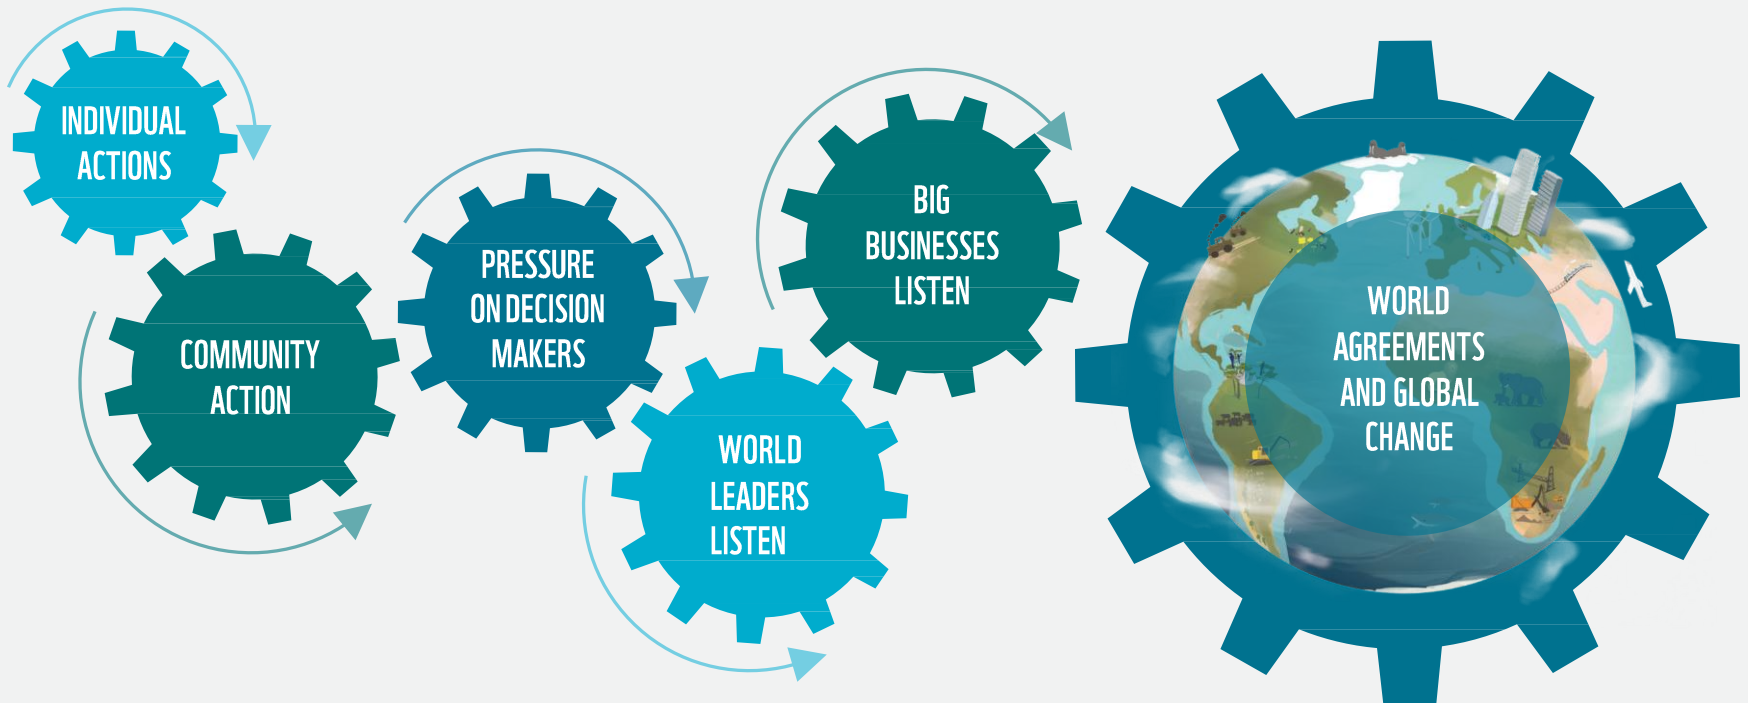 INDIVIDUAL
ACTIONS
COMMUNITY
ACTION
PRESSURE
ON DECISION
MAKERS
WORLD
LEADERS
LISTEN
BIG
BUSINESSES
LISTEN
WORLD
AGREEMENTS
AND GLOBAL
CHANGE